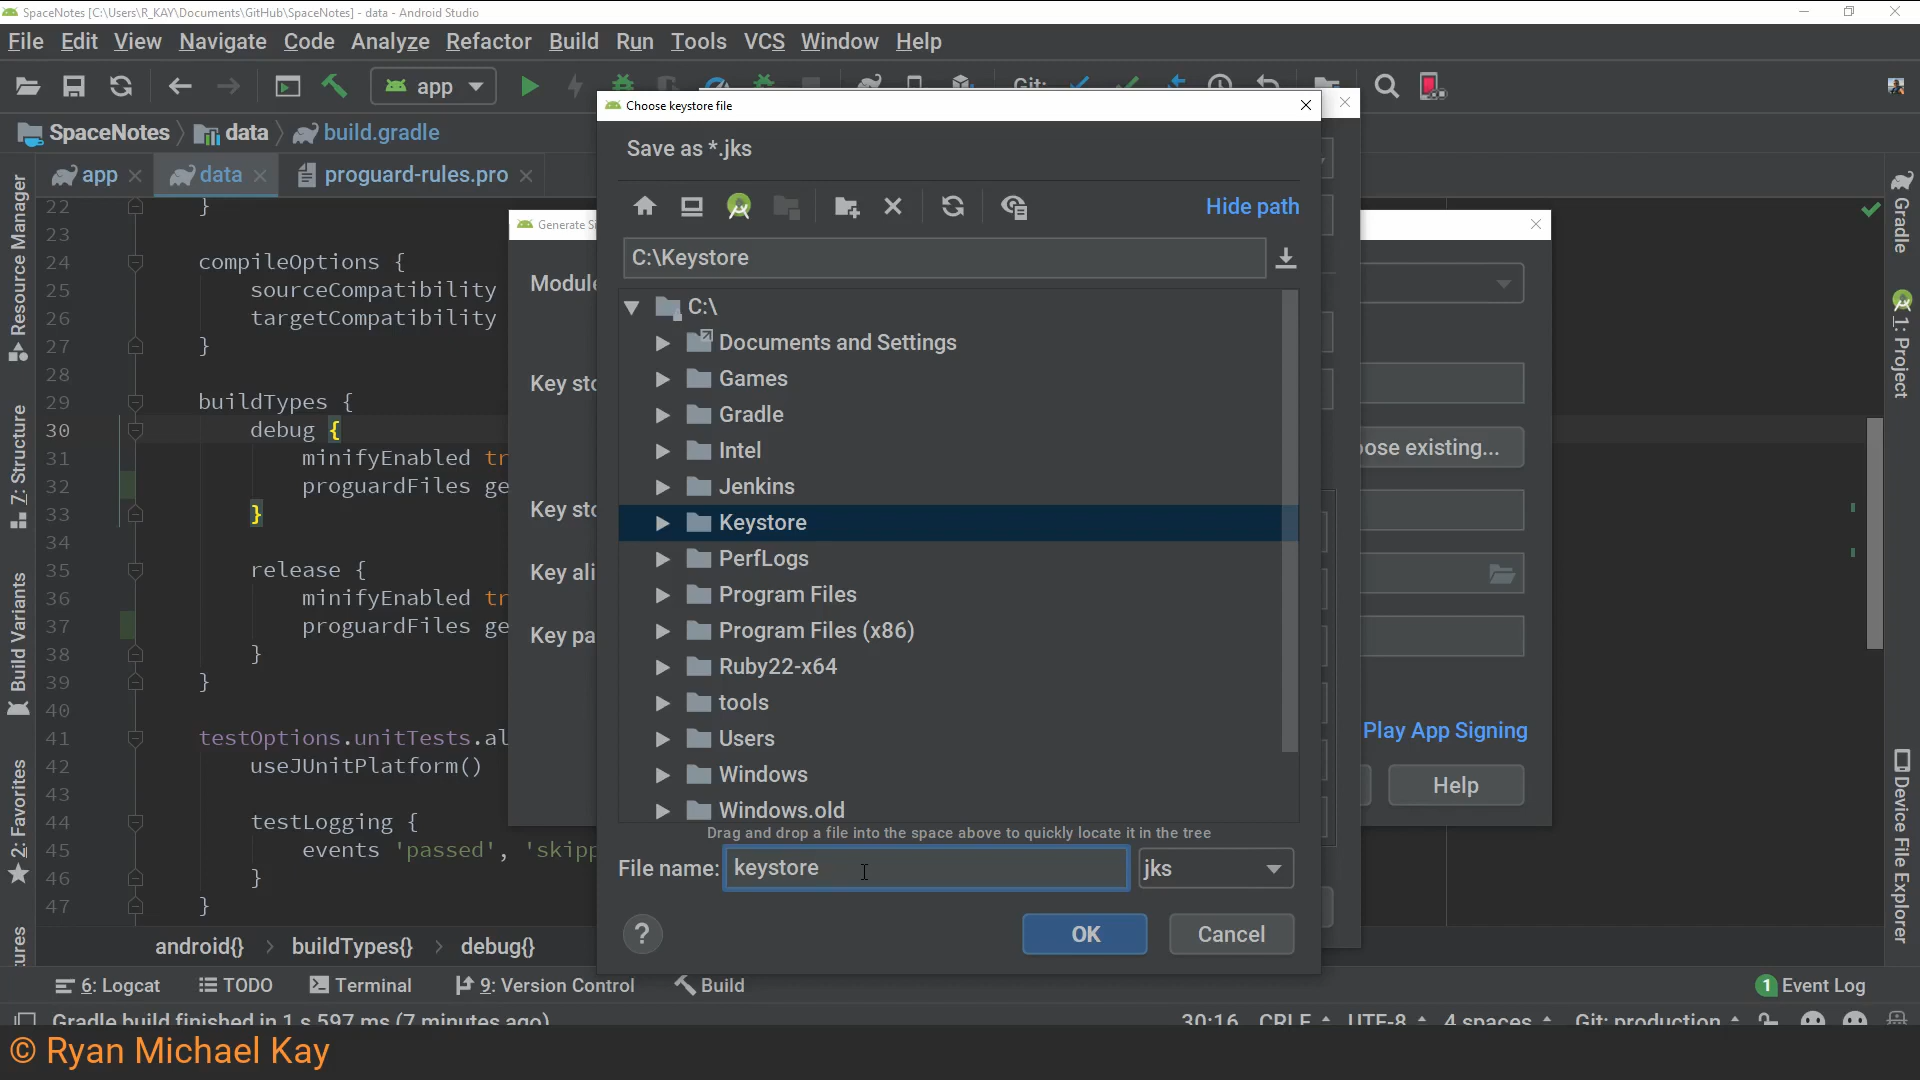 SpaceNotes [C:\Users\R_KAY\Documents\GitHub\SpaceNotes] - data - Android Studio
File Edit View Navigate Code Analyze Refactor Build Run Tools VCS Window Help
app Git:
SpaceNotes data build.gradle
app data proguard-rules.pro
Resource Manager
7: Structure
Build Variants
2: Favorites
22 }
23
24 compileOptions {
25 sourceCompatibility
26 targetCompatibility
27 }
28
29 buildTypes {
30 debug {
31 minifyEnabled tr
32 proguardFiles ge
33 }
34
35 release {
36 minifyEnabled tr
37 proguardFiles ge
38 }
39 }
40
41 testOptions.unitTests.al
42 useJUnitPlatform()
43
44 testLogging {
45 events 'passed', 'skipp
46 }
47 }
android{} buildTypes{} debug{}
Generate Si
Module
Key sto
Key sto
Key ali
Key pa
Choose keystore file
Save as *.jks
Hide path
C:\Keystore
C:\
Documents and Settings
Games
Gradle
Intel
Jenkins
Keystore
PerfLogs
Program Files
Program Files (x86)
Ruby22-x64
tools
Users
Windows
Windows.old
Drag and drop a file into the space above to quickly locate it in the tree
File name: keystore jks
? OK Cancel
ose existing...
Play App Signing
Help
Gradle
1: Project
Device File Explorer
6: Logcat TODO Terminal 9: Version Control Build 1 Event Log
Gradle build finished in 1 s 597 ms (7 minutes ago) 30:16 CRLF UTF-8 4 spaces Git: production
© Ryan Michael Kay